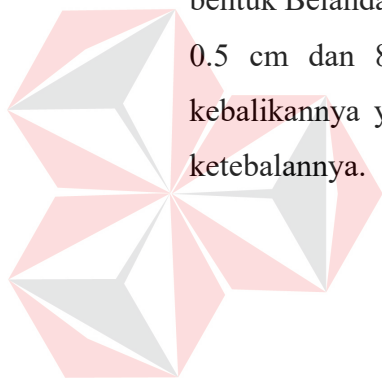 bentuk Belanda
0.5 cm dan 8
kebalikannya y
ketebalannya.